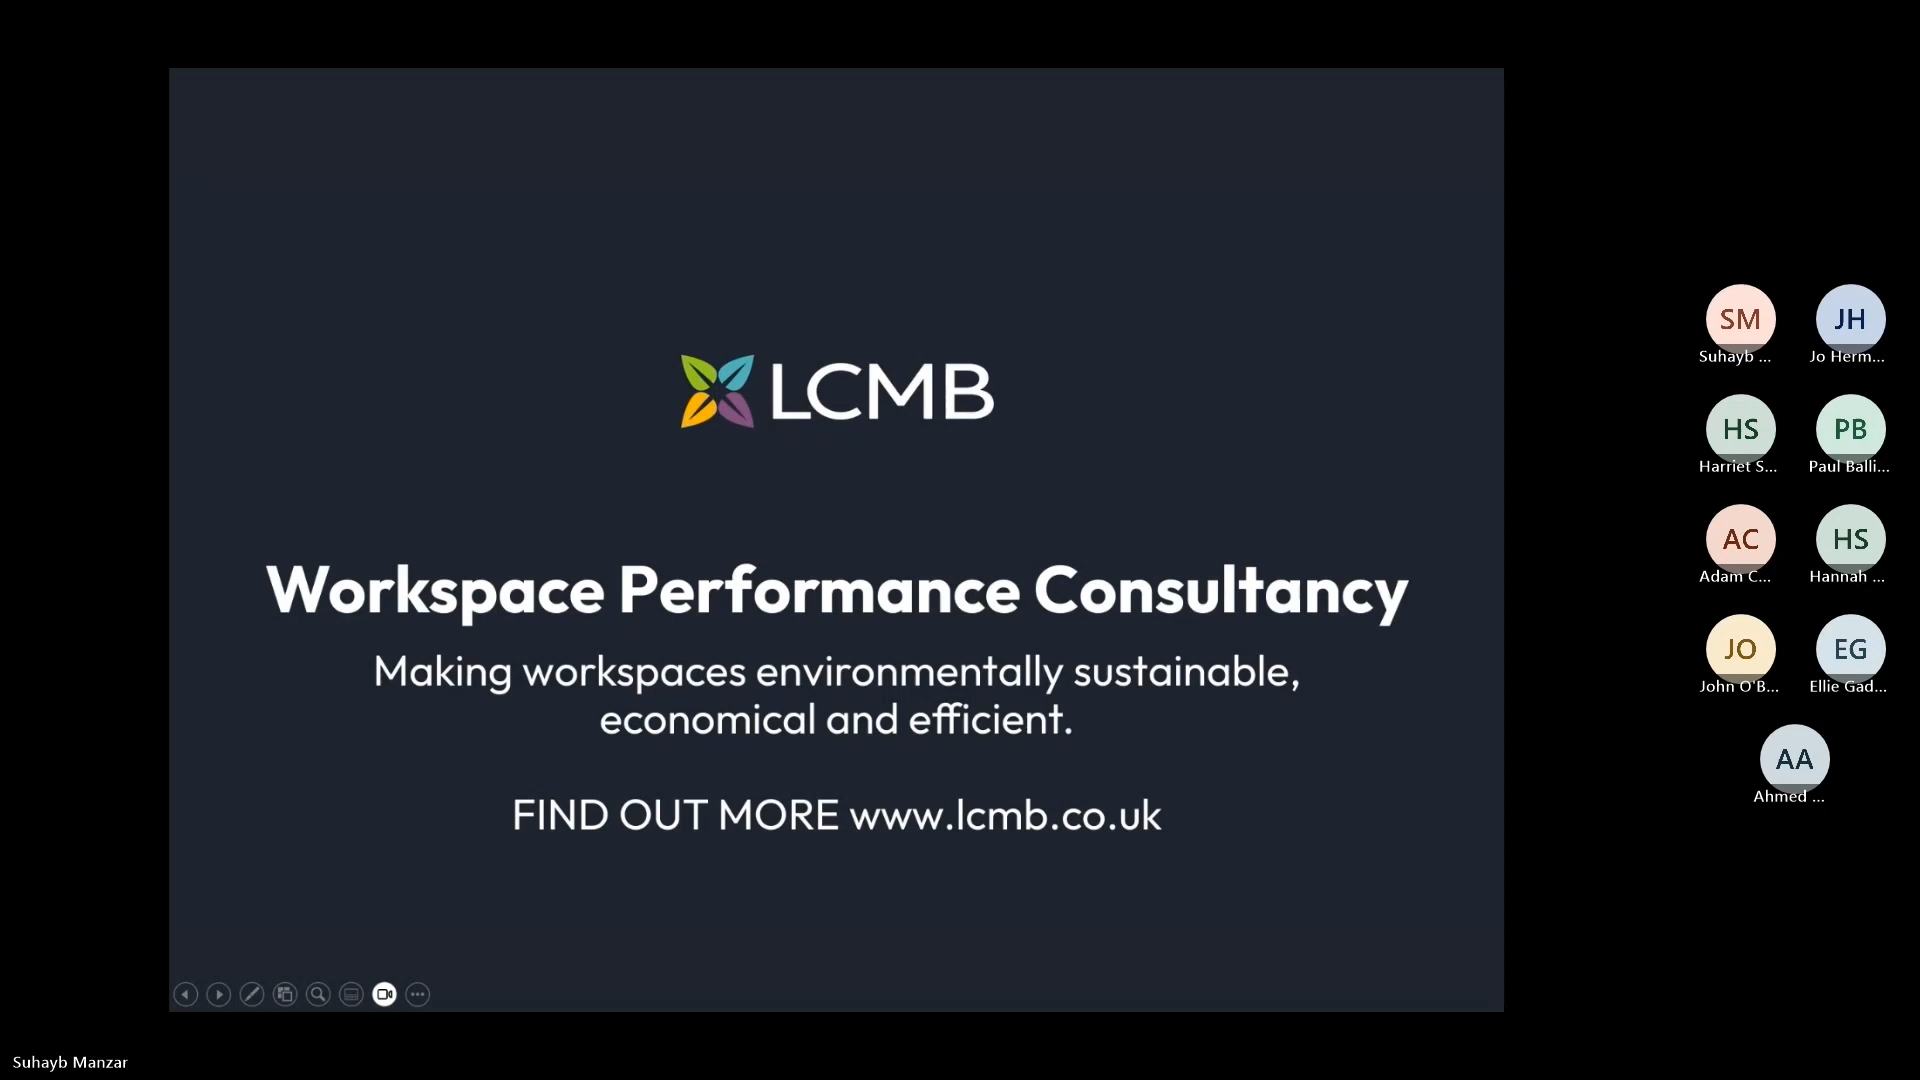 LCMB
Workspace Performance Consultancy
Making workspaces environmentally sustainable,
economical and efficient.
FIND OUT MORE www.lcmb.co.uk
SM
Suhayb ...
JH
Jo Herm...
HS
Harriet S...
PB
Paul Balli...
AC
Adam C...
HS
Hannah ...
JO
John O'B...
EG
Ellie Gad...
AA
Ahmed ...
Suhayb Manzar